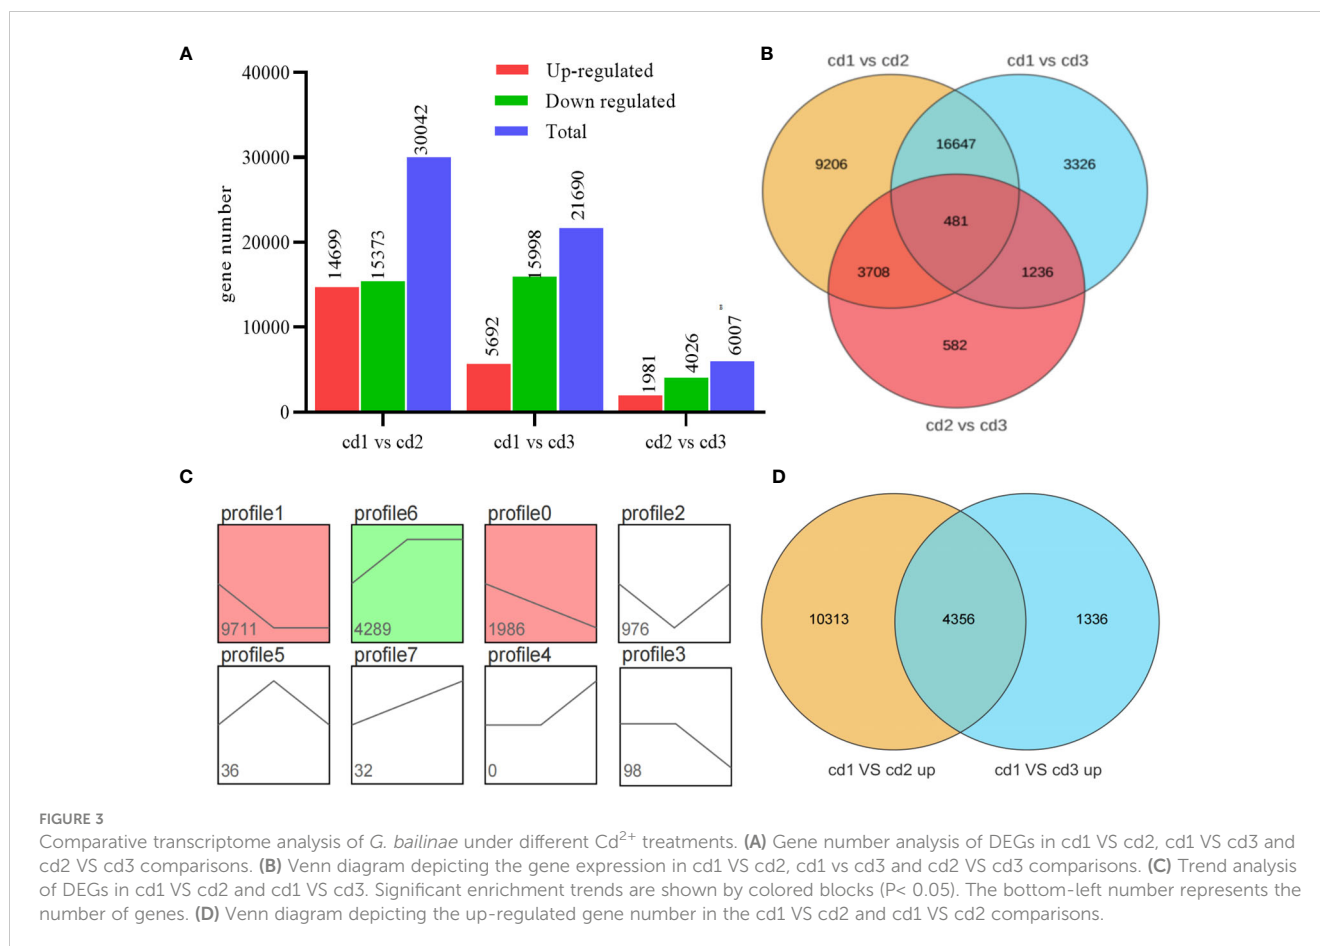 A
40000
30000
20000
10000
0
gene number
Up-regulated
Down regulated
Total
14699
15373
30042
5692
15998
21690
1981
4026
6007
cd1 vs cd2
cd1 vs cd3
cd2 vs cd3
B
cd1 vs cd2
cd1 vs cd3
9206
16647
3326
481
3708
1236
582
cd2 vs cd3
C
profile1
profile6
profile0
profile2
9711
4289
1986
976
profile5
profile7
profile4
profile3
36
32
0
98
D
10313
4356
1336
cd1 VS cd2 up
cd1 VS cd3 up
FIGURE 3
Comparative transcriptome analysis of G. bailinae under different Cd²⁺ treatments. (A) Gene number analysis of DEGs in cd1 VS cd2, cd1 VS cd3 and
cd2 VS cd3 comparisons. (B) Venn diagram depicting the gene expression in cd1 VS cd2, cd1 vs cd3 and cd2 VS cd3 comparisons. (C) Trend analysis
of DEGs in cd1 VS cd2 and cd1 VS cd3. Significant enrichment trends are shown by colored blocks (P< 0.05). The bottom-left number represents the
number of genes. (D) Venn diagram depicting the up-regulated gene number in the cd1 VS cd2 and cd1 VS cd2 comparisons.